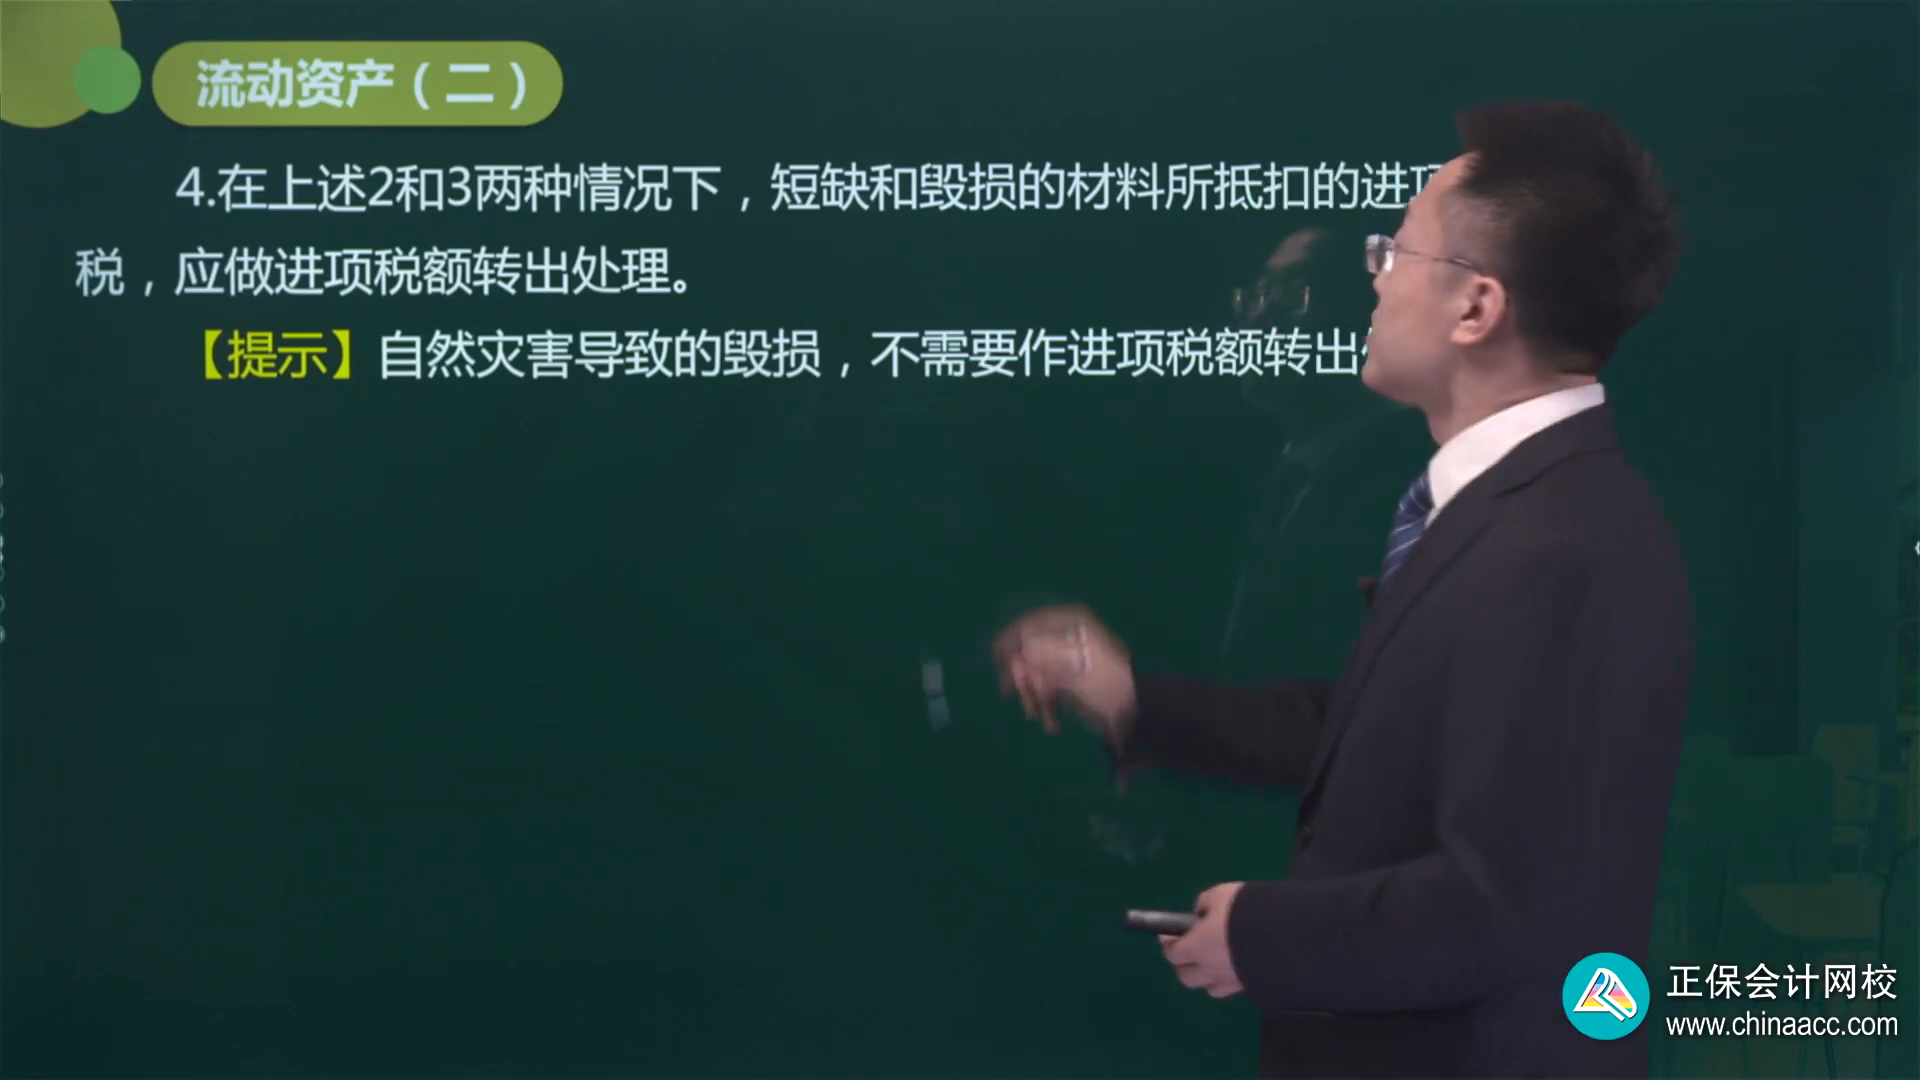 流动资产（二）
4.在上述2和3两种情况下，短缺和毁损的材料所抵扣的进项
税，应做进项税额转出处理。
【提示】自然灾害导致的毁损，不需要作进项税额转出
正保会计网校
www.chinaacc.com